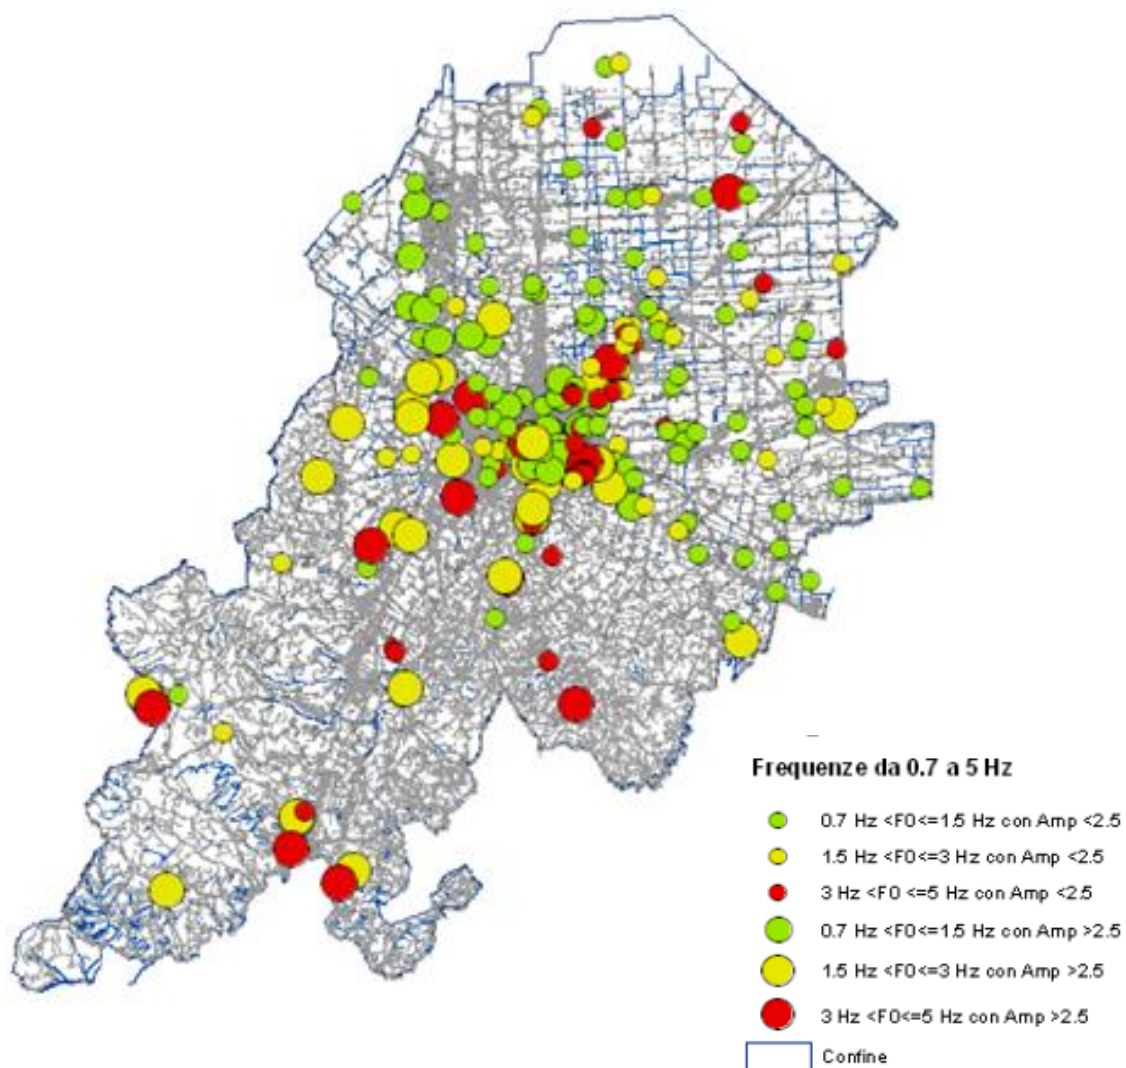 Frequenze da 0.7 a 5 Hz
0.7 Hz <F0<=1.5 Hz con Amp <2.5
1.5 Hz <F0<=3 Hz con Amp <2.5
3 Hz <F0 <=5 Hz con Amp <2.5
0.7 Hz <F0<=1.5 Hz con Amp >2.5
1.5 Hz <F0<=3 Hz con Amp >2.5
3 Hz <F0<=5 Hz con Amp >2.5
Confine